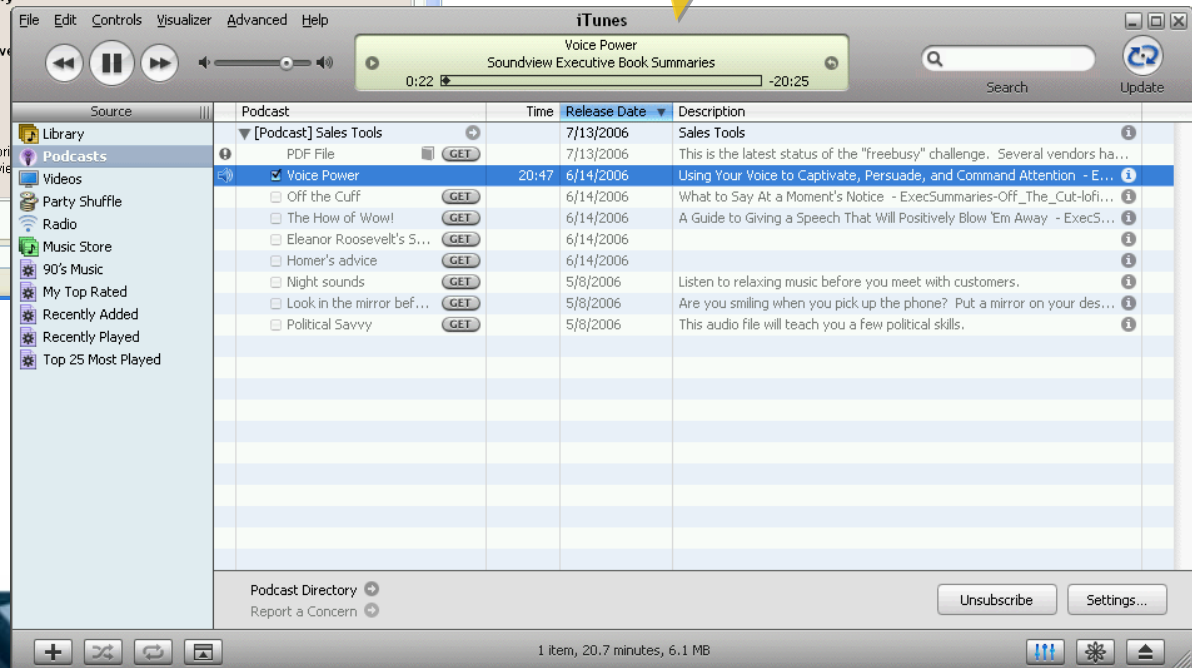 File Edit Controls Visualizer Advanced Help
iTunes
Voice Power
Soundview Executive Book Summaries
0:22 -20:25
Search
Update
Source
Podcast Time Release Date Description
Library
Podcasts
Videos
Party Shuffle
Radio
Music Store
90's Music
My Top Rated
Recently Added
Recently Played
Top 25 Most Played
[Podcast] Sales Tools 7/13/2006 Sales Tools
PDF File GET 7/13/2006 This is the latest status of the "freebusy" challenge. Several vendors ha...
Voice Power 20:47 6/14/2006 Using Your Voice to Captivate, Persuade, and Command Attention - E...
Off the Cuff GET 6/14/2006 What to Say At a Moment's Notice - ExecSummaries-Off_The_Cut-lofi...
The How of Wow! GET 6/14/2006 A Guide to Giving a Speech That Will Positively Blow 'Em Away - ExecS...
Eleanor Roosevelt's S... GET 6/14/2006
Homer's advice GET 6/14/2006
Night sounds GET 5/8/2006 Listen to relaxing music before you meet with customers.
Look in the mirror bef... GET 5/8/2006 Are you smiling when you pick up the phone? Put a mirror on your des...
Political Savvy GET 5/8/2006 This audio file will teach you a few political skills.
Podcast Directory
Report a Concern
Unsubscribe Settings...
1 item, 20.7 minutes, 6.1 MB